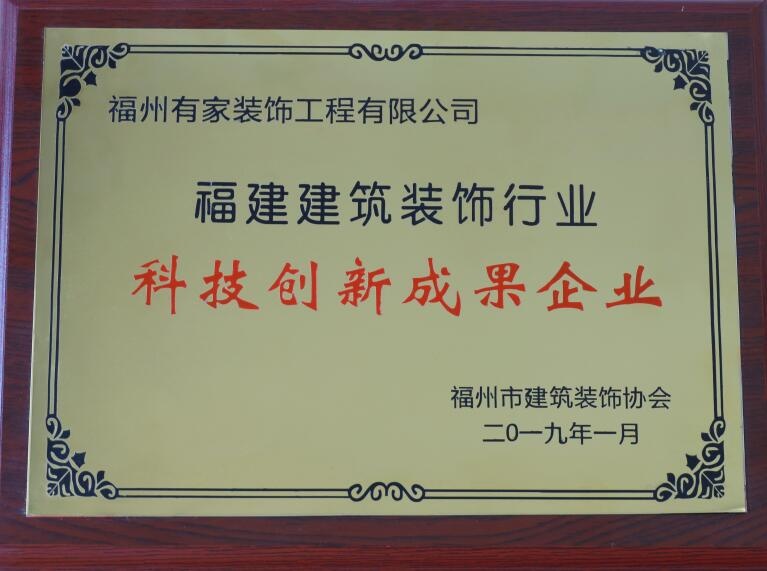 福州有家装饰工程有限公司
福建建筑装饰行业
科技创新成果企业
福州市建筑装饰协会
二0一九年一月